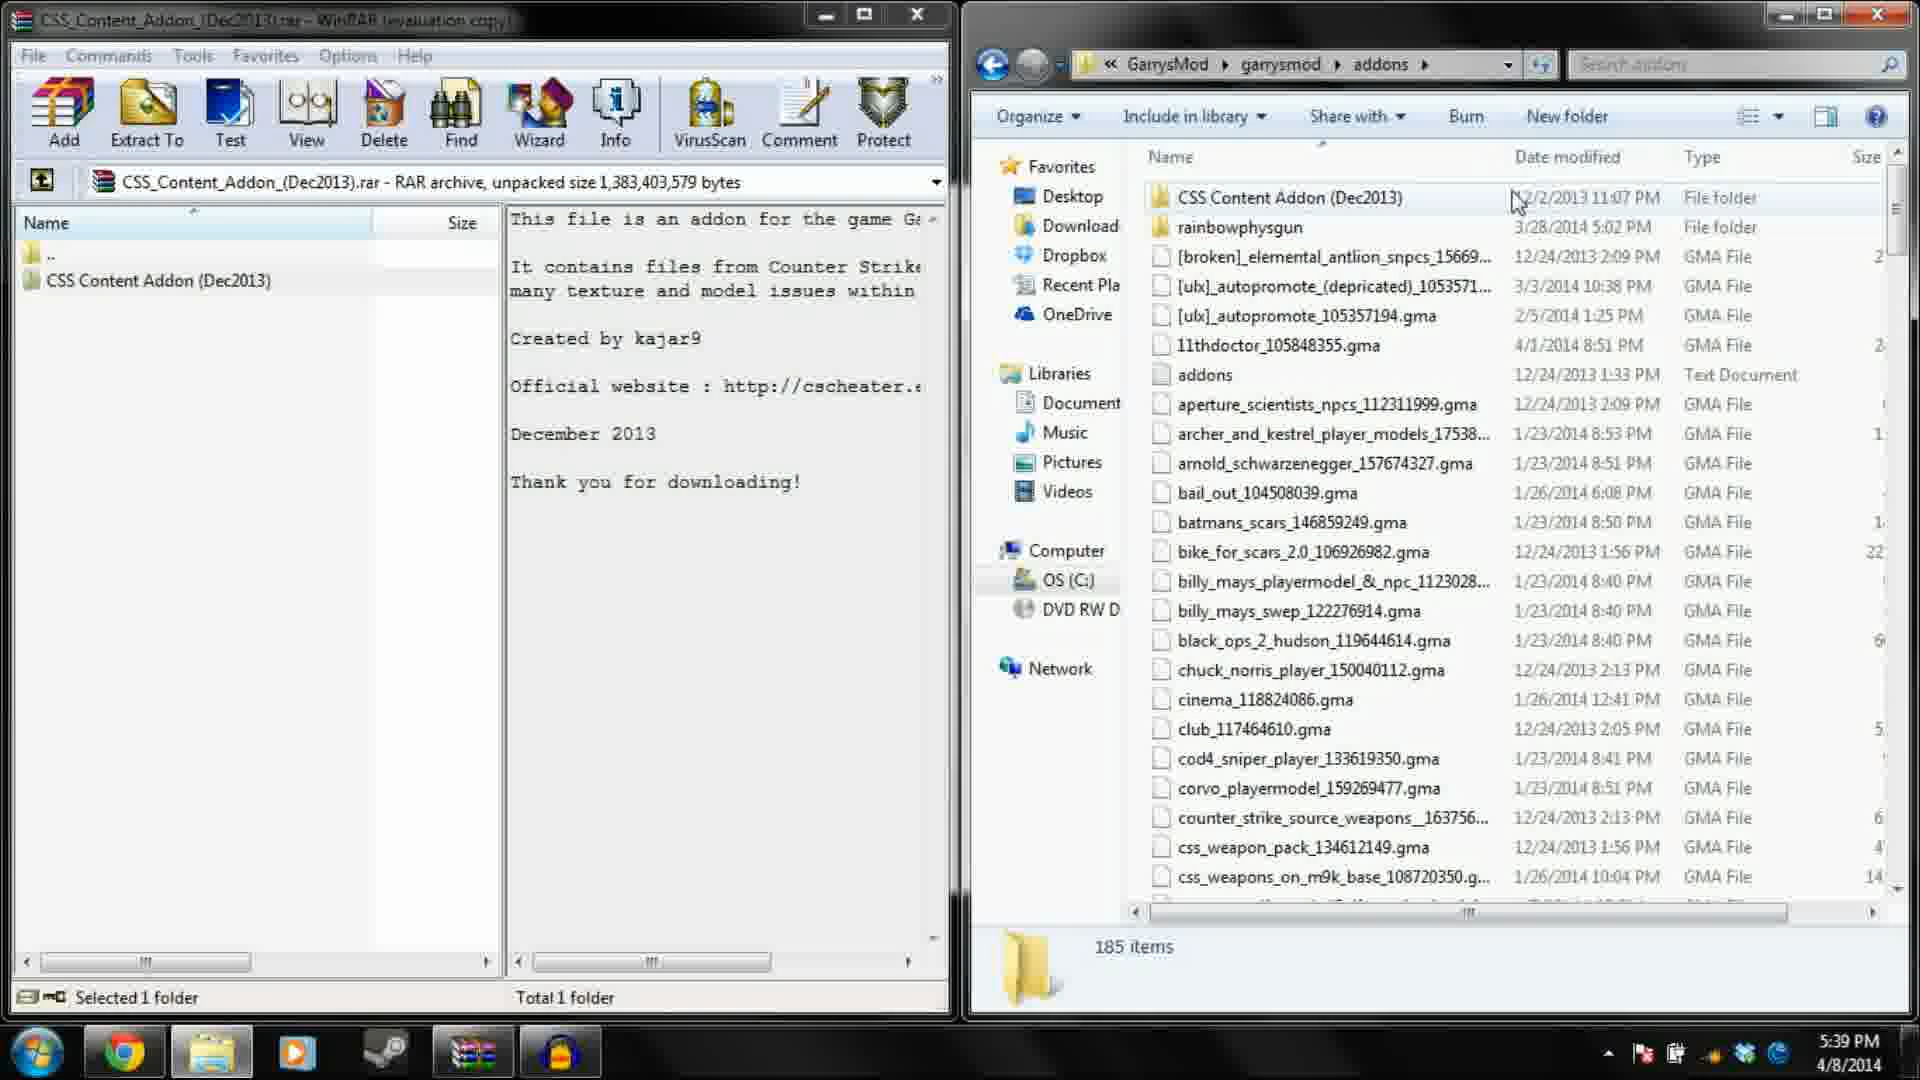 CSS_Content_Addon_(Dec2013).rar - WinRAR (evaluation copy)
File Commands Tools Favorites Options Help
Add Extract To Test View Delete Find Wizard Info VirusScan Comment Protect
CSS_Content_Addon_(Dec2013).rar - RAR archive, unpacked size 1,383,403,579 bytes
Name Size
..
CSS Content Addon (Dec2013)
This file is an addon for the game Ga
It contains files from Counter Strike
many texture and model issues within
Created by kajar9
Official website : http://cscheater.e
December 2013
Thank you for downloading!
Selected 1 folder
Total 1 folder
« GarrysMod garrysmod addons
Search addons
Organize Include in library Share with Burn New folder
Favorites
Desktop
Download
Dropbox
Recent Pla
OneDrive
Libraries
Document
Music
Pictures
Videos
Computer
OS (C:)
DVD RW D
Network
Name Date modified Type Size
CSS Content Addon (Dec2013) 2/2/2013 11:07 PM File folder
rainbowphysgun 3/28/2014 5:02 PM File folder
[broken]_elemental_antlion_snpcs_15669... 12/24/2013 2:09 PM GMA File 2
[ulx]_autopromote_(depricated)_1053571... 3/3/2014 10:38 PM GMA File
[ulx]_autopromote_105357194.gma 2/5/2014 1:25 PM GMA File
11thdoctor_105848355.gma 4/1/2014 8:51 PM GMA File 2
addons 12/24/2013 1:33 PM Text Document
aperture_scientists_npcs_112311999.gma 12/24/2013 2:09 PM GMA File
archer_and_kestrel_player_models_17538... 1/23/2014 8:53 PM GMA File 1
arnold_schwarzenegger_157674327.gma 1/23/2014 8:51 PM GMA File
bail_out_104508039.gma 1/26/2014 6:08 PM GMA File
batmans_scars_146859249.gma 1/23/2014 8:50 PM GMA File 1
bike_for_scars_2.0_106926982.gma 12/24/2013 1:56 PM GMA File 22
billy_mays_playermodel_&_npc_1123028... 1/23/2014 8:40 PM GMA File
billy_mays_swep_122276914.gma 1/23/2014 8:40 PM GMA File
black_ops_2_hudson_119644614.gma 1/23/2014 8:40 PM GMA File 6
chuck_norris_player_150040112.gma 12/24/2013 2:13 PM GMA File
cinema_118824086.gma 1/26/2014 12:41 PM GMA File
club_117464610.gma 12/24/2013 2:05 PM GMA File 5
cod4_sniper_player_133619350.gma 1/23/2014 8:41 PM GMA File
corvo_playermodel_159269477.gma 1/23/2014 8:51 PM GMA File
counter_strike_source_weapons__163756... 12/24/2013 2:13 PM GMA File 6
css_weapon_pack_134612149.gma 12/24/2013 1:56 PM GMA File 4
css_weapons_on_m9k_base_108720350.g... 1/26/2014 10:04 PM GMA File 14
185 items
5:39 PM
4/8/2014